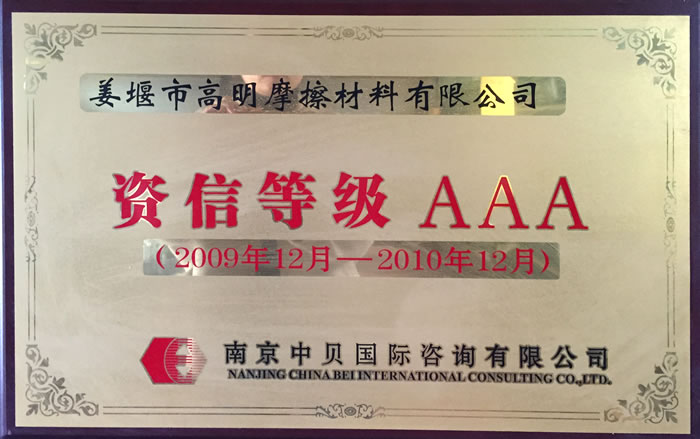 姜堰市高明摩擦材料有限公司
资信等级 AAA
(2009年12月—2010年12月)
南京中贝国际咨询有限公司
NANJING CHINA BEI INTERNATIONAL CONSULTING CO.,LTD.